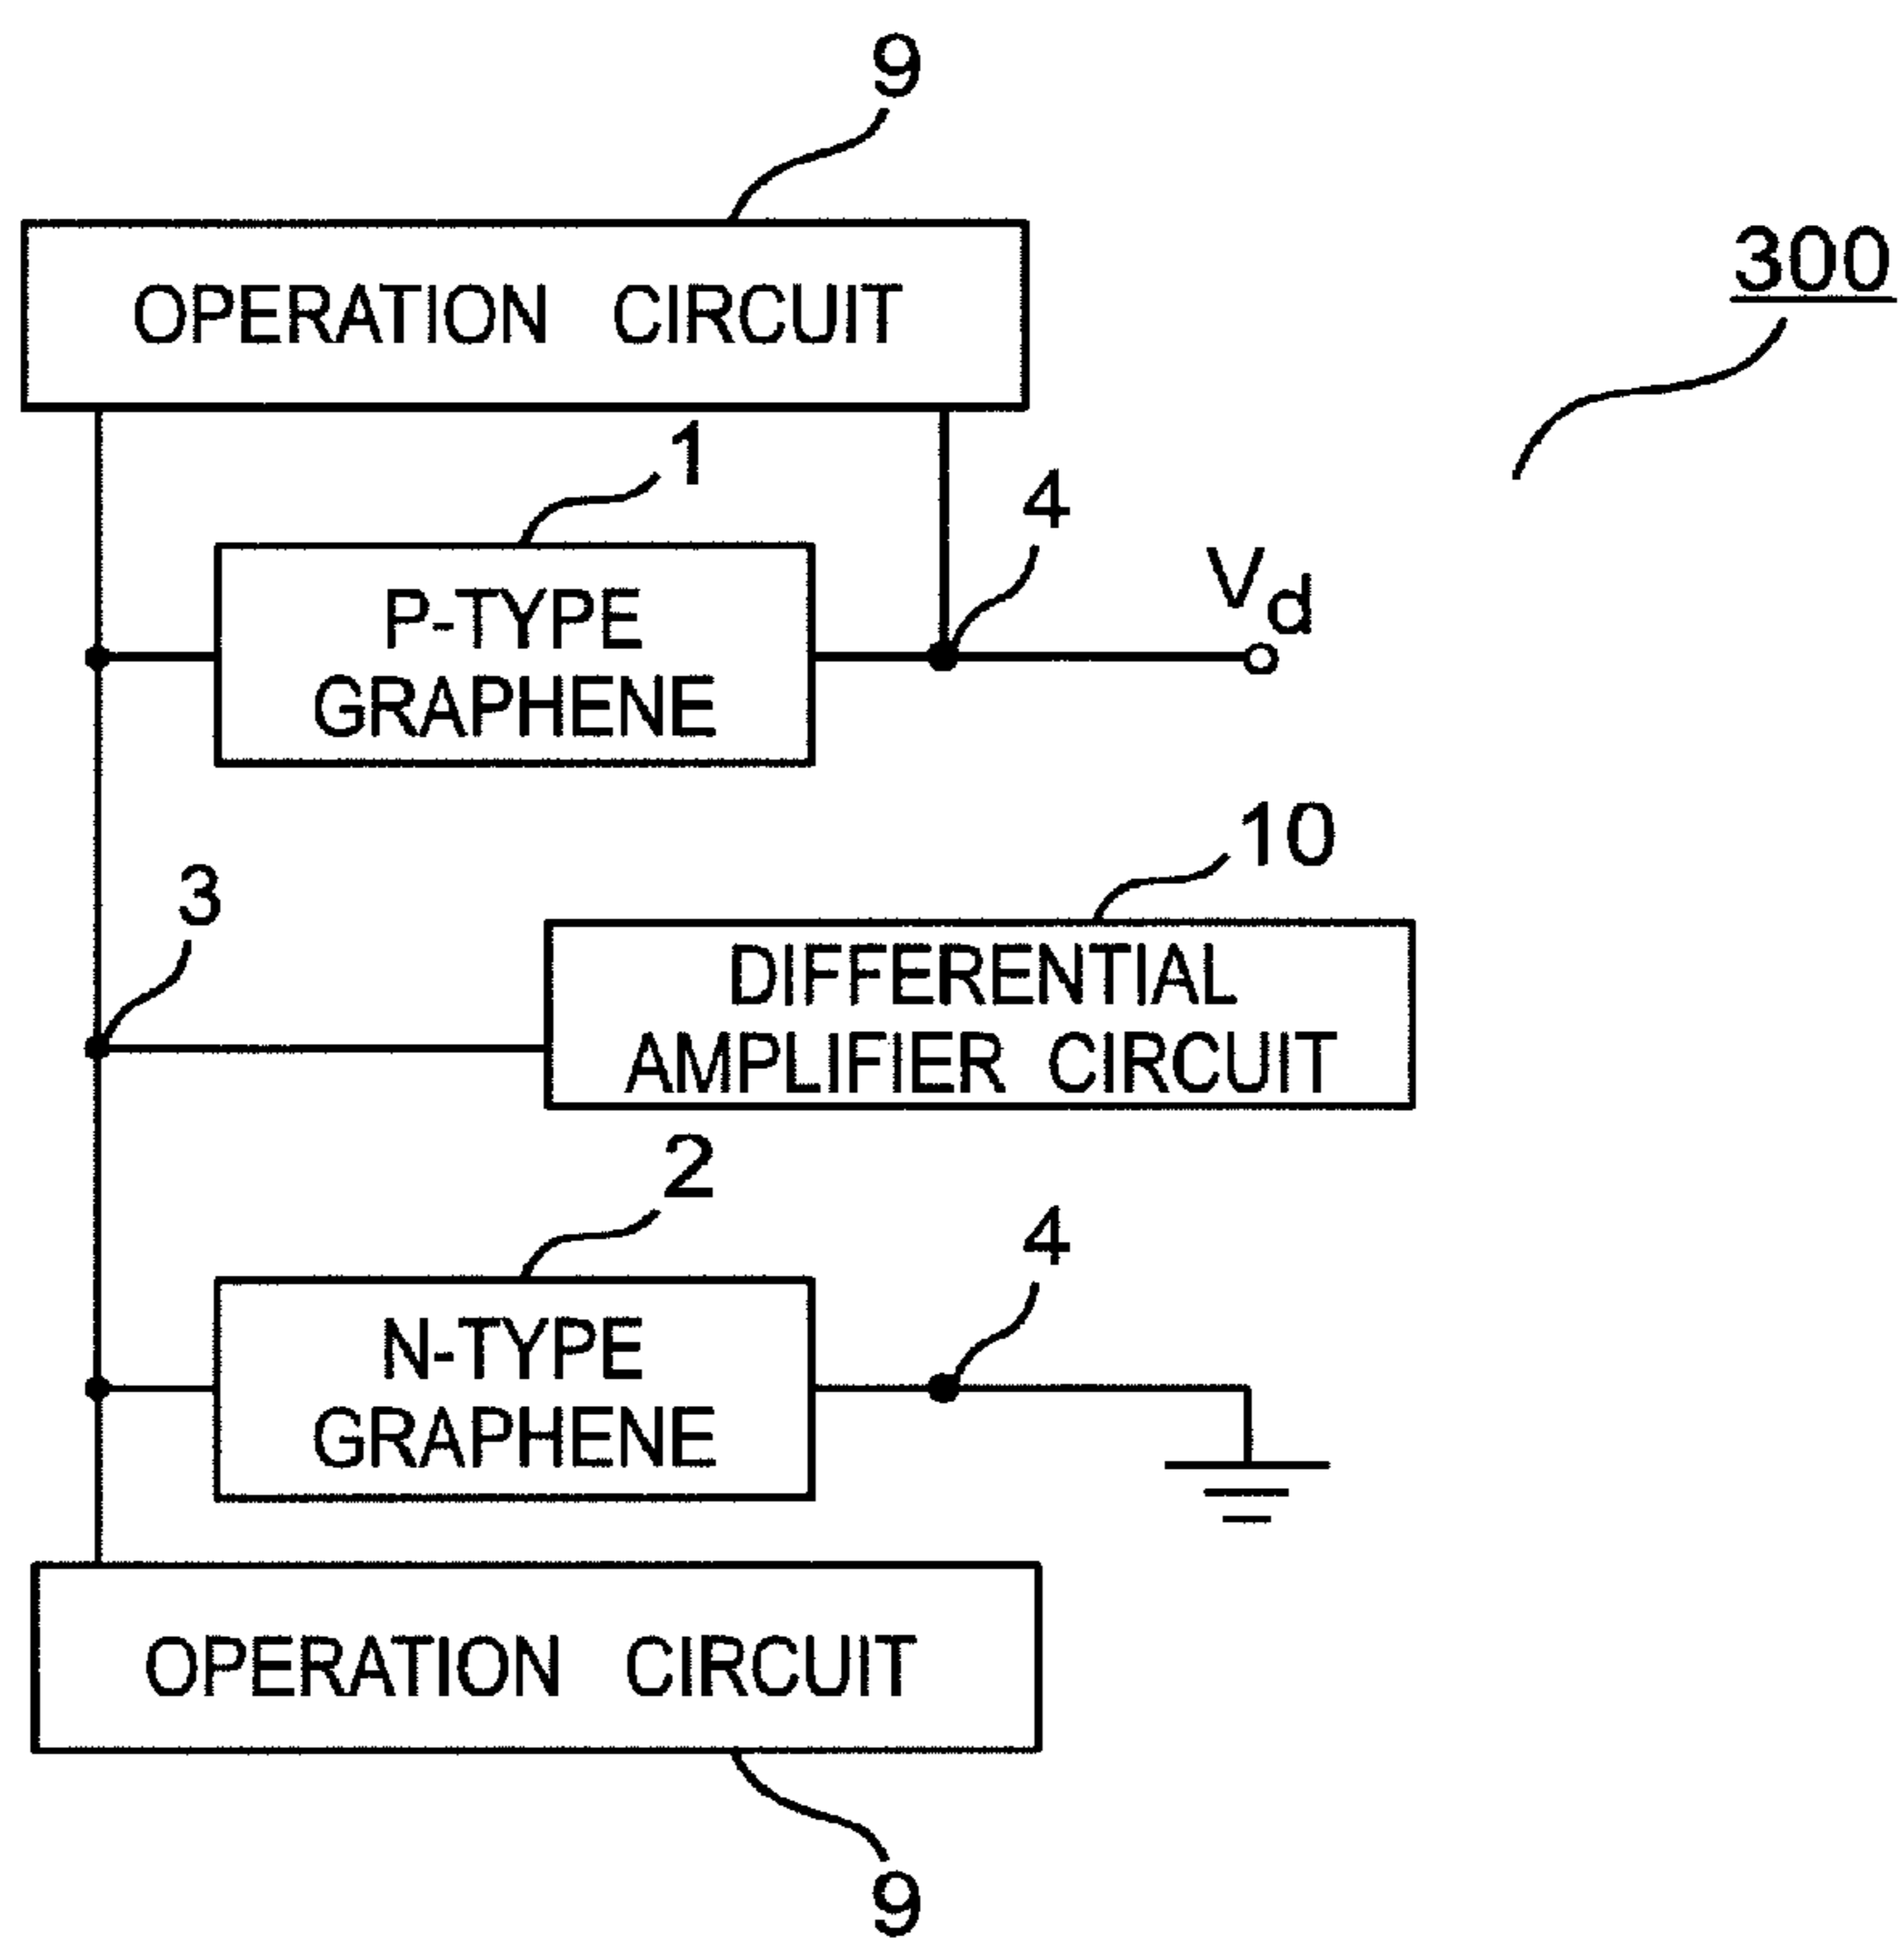 9
300
OPERATION CIRCUIT
1
4
Vd
P-TYPE
GRAPHENE
10
3
DIFFERENTIAL
AMPLIFIER CIRCUIT
2
4
N-TYPE
GRAPHENE
OPERATION CIRCUIT
9